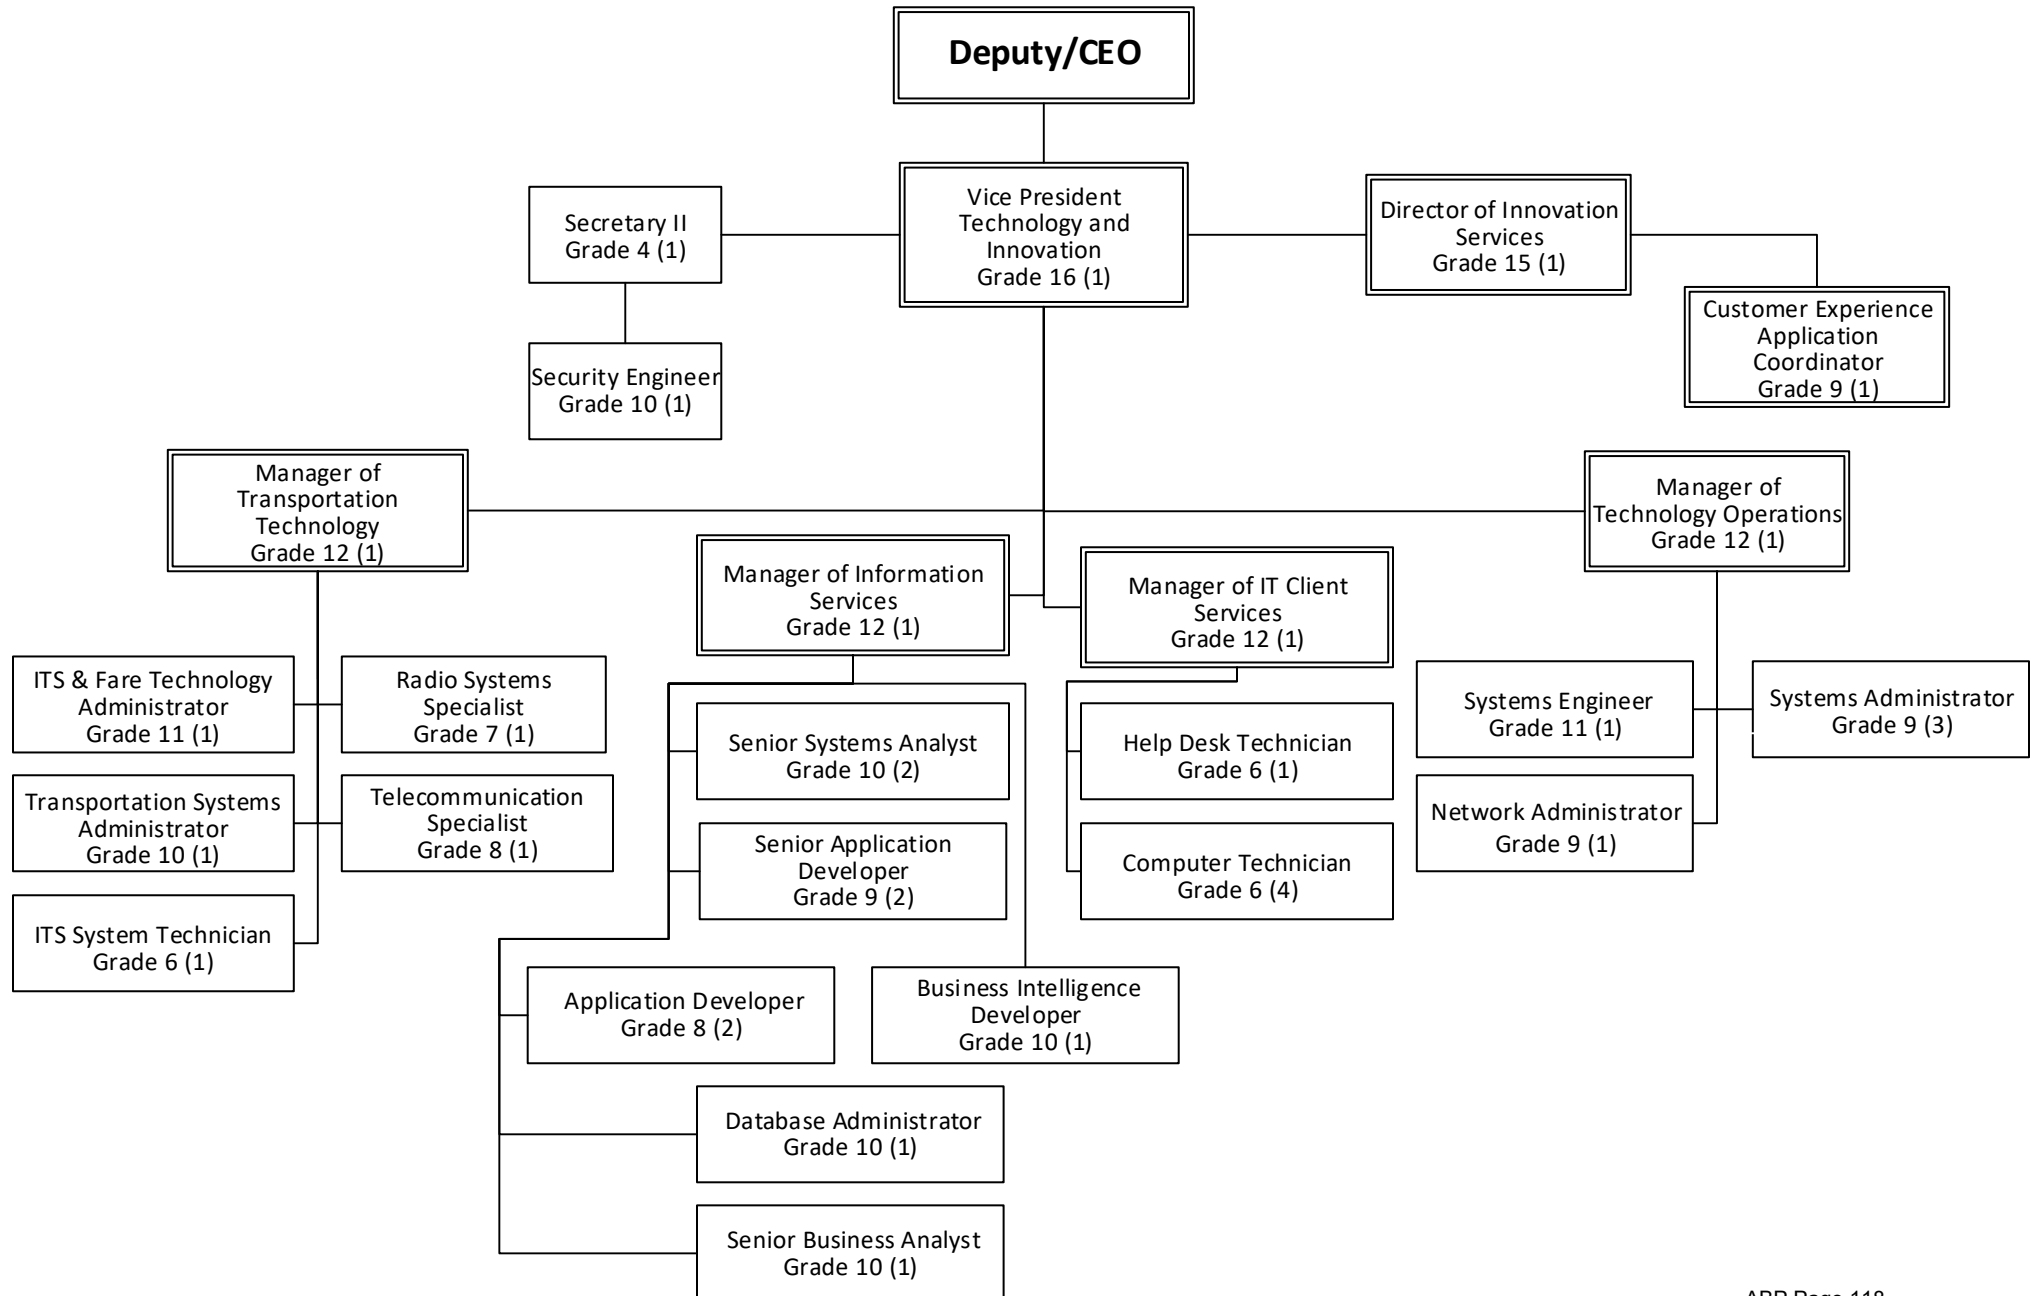 Deputy/CEO
Vice President
Technology and
Innovation
Grade 16 (1)
Secretary II
Grade 4 (1)
Director of Innovation
Services
Grade 15 (1)
Customer Experience
Application
Coordinator
Grade 9 (1)
Security Engineer
Grade 10 (1)
Manager of
Transportation
Technology
Grade 12 (1)
Manager of
Technology Operations
Grade 12 (1)
Manager of Information
Services
Grade 12 (1)
Manager of IT Client
Services
Grade 12 (1)
ITS & Fare Technology
Administrator
Grade 11 (1)
Radio Systems
Specialist
Grade 7 (1)
Transportation Systems
Administrator
Grade 10 (1)
Telecommunication
Specialist
Grade 8 (1)
ITS System Technician
Grade 6 (1)
Senior Systems Analyst
Grade 10 (2)
Senior Application
Developer
Grade 9 (2)
Application Developer
Grade 8 (2)
Business Intelligence
Developer
Grade 10 (1)
Database Administrator
Grade 10 (1)
Senior Business Analyst
Grade 10 (1)
Help Desk Technician
Grade 6 (1)
Computer Technician
Grade 6 (4)
Systems Engineer
Grade 11 (1)
Systems Administrator
Grade 9 (3)
Network Administrator
Grade 9 (1)